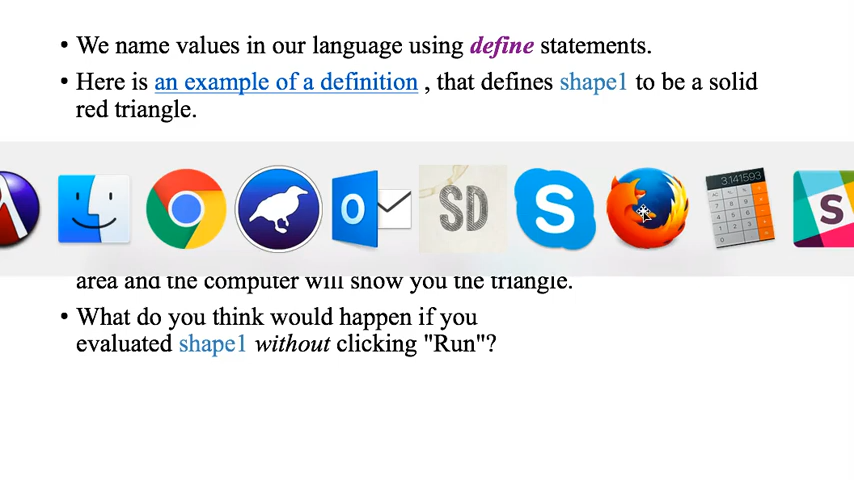 • We name values in our language using define statements.
• Here is an example of a definition , that defines shape1 to be a solid
red triangle.
SD
S
3.141593
S
area and the computer will show you the triangle.
• What do you think would happen if you
evaluated shape1 without clicking "Run"?